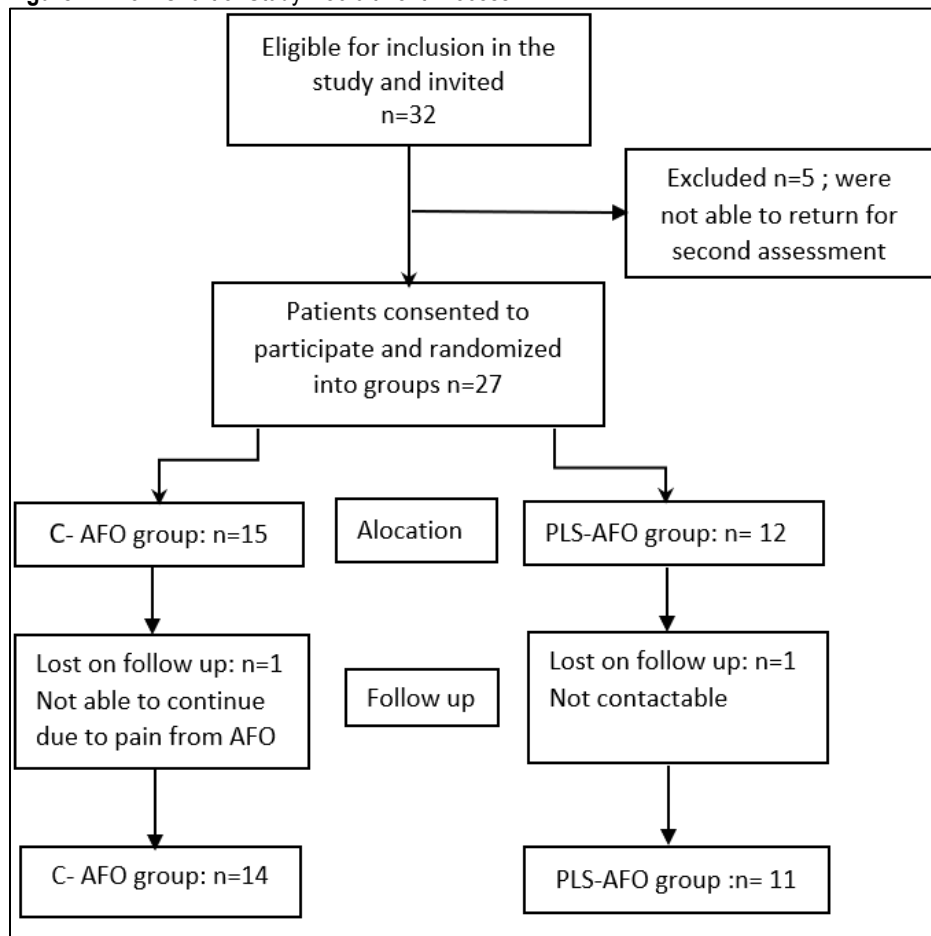 Eligible for inclusion in the
study and invited
n=32
Excluded n=5 ; were
not able to return for
second assessment
Patients consented to
participate and randomized
into groups n=27
C- AFO group: n=15
Alocation
PLS-AFO group: n= 12
Lost on follow up: n=1
Not able to continue
due to pain from AFO
Follow up
Lost on follow up: n=1
Not contactable
C- AFO group: n=14
PLS-AFO group :n= 11